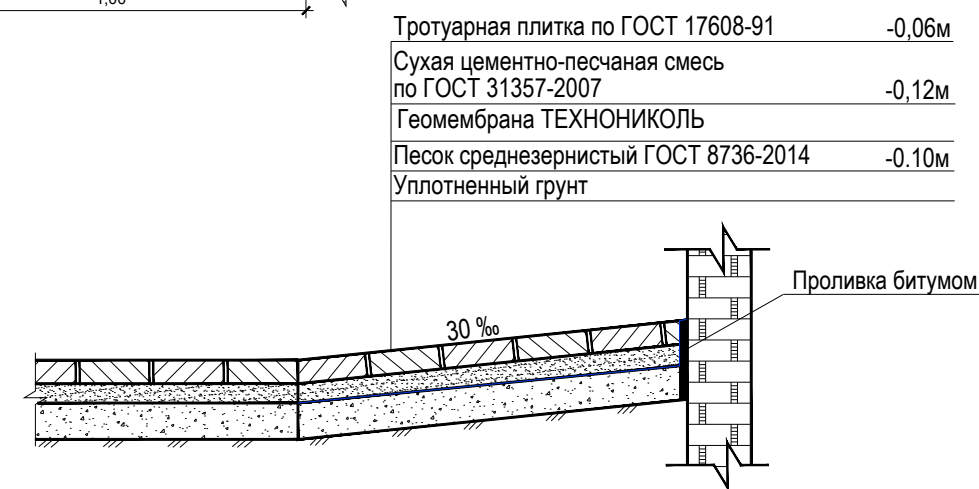 Тротуарная плитка по ГОСТ 17608-91 -0,06м
Сухая цементно-песчаная смесь
по ГОСТ 31357-2007 -0,12м
Геомембрана ТЕХНОНИКОЛЬ
Песок среднезернистый ГОСТ 8736-2014 -0.10м
Уплотненный грунт
Проливка битумом
30 ‰